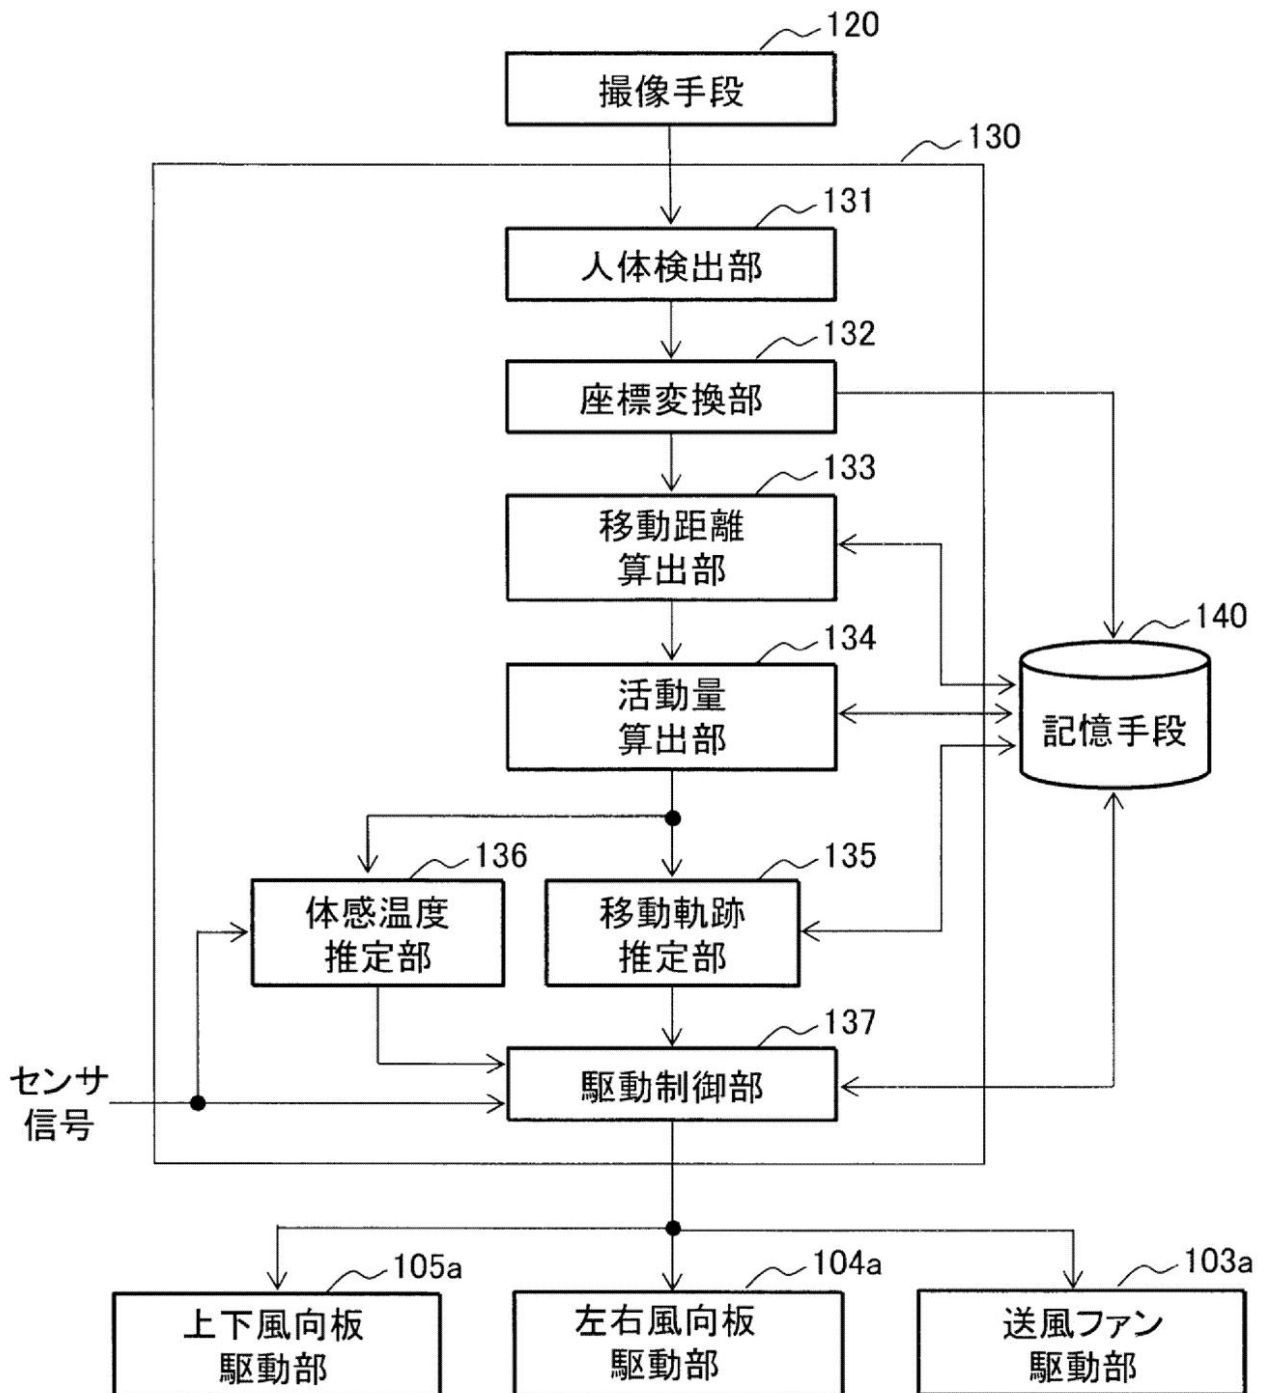 120
撮像手段
130
131
人体検出部
132
座標変換部
133
移動距離
算出部
134
活動量
算出部
140
記憶手段
136
体感温度
推定部
135
移動軌跡
推定部
137
駆動制御部
センサ
信号
105a
上下風向板
駆動部
104a
左右風向板
駆動部
103a
送風ファン
駆動部